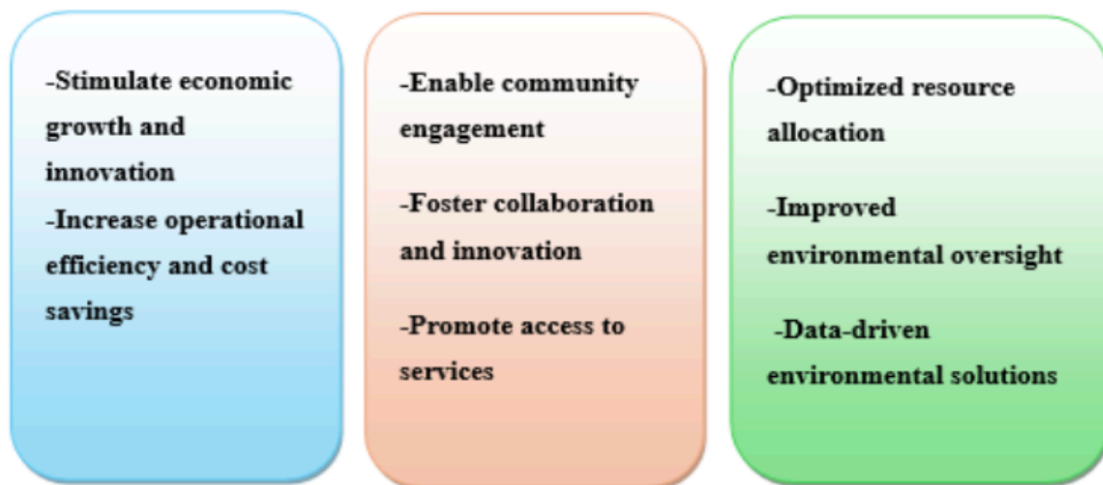 -Stimulate economic
growth and
innovation
-Increase operational
efficiency and cost
savings
-Enable community
engagement
-Foster collaboration
and innovation
-Promote access to
services
-Optimized resource
allocation
-Improved
environmental oversight
-Data-driven
environmental solutions